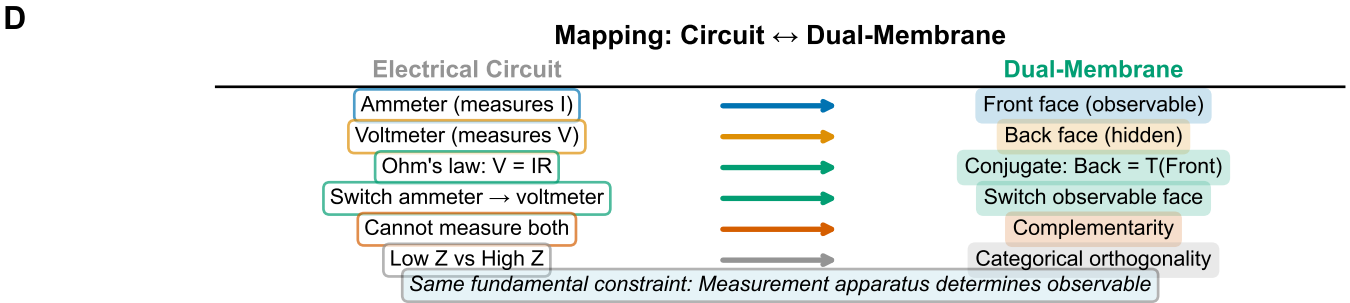 D
Mapping: Circuit ↔ Dual-Membrane
Electrical Circuit Dual-Membrane
Ammeter (measures I) Front face (observable)
Voltmeter (measures V) Back face (hidden)
Ohm's law: V = IR Conjugate: Back = T(Front)
Switch ammeter → voltmeter Switch observable face
Cannot measure both Complementarity
Low Z vs High Z Categorical orthogonality
Same fundamental constraint: Measurement apparatus determines observable